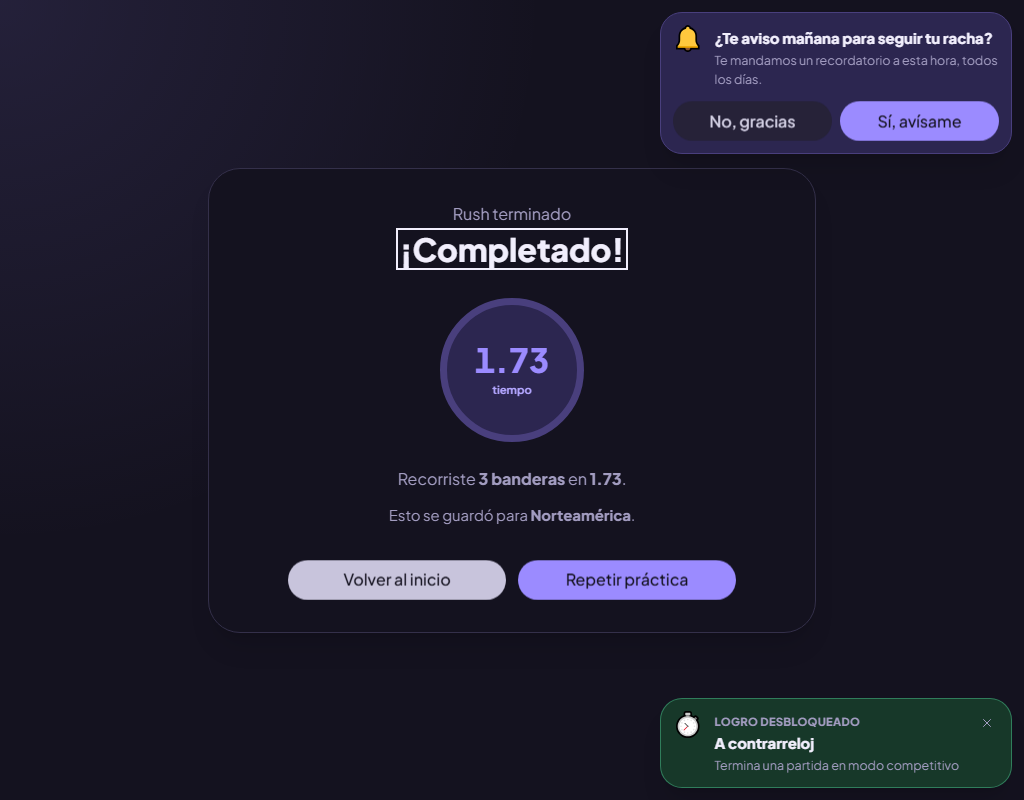 ¿Te aviso mañana para seguir tu racha?
Te mandamos un recordatorio a esta hora, todos
los días.
No, gracias
Sí, avísame
Rush terminado
¡Completado!
1.73
tiempo
Recorriste 3 banderas en 1.73.
Esto se guardó para Norteamérica.
Volver al inicio
Repetir práctica
LOGRO DESBLOQUEADO
A contrarreloj
Termina una partida en modo competitivo